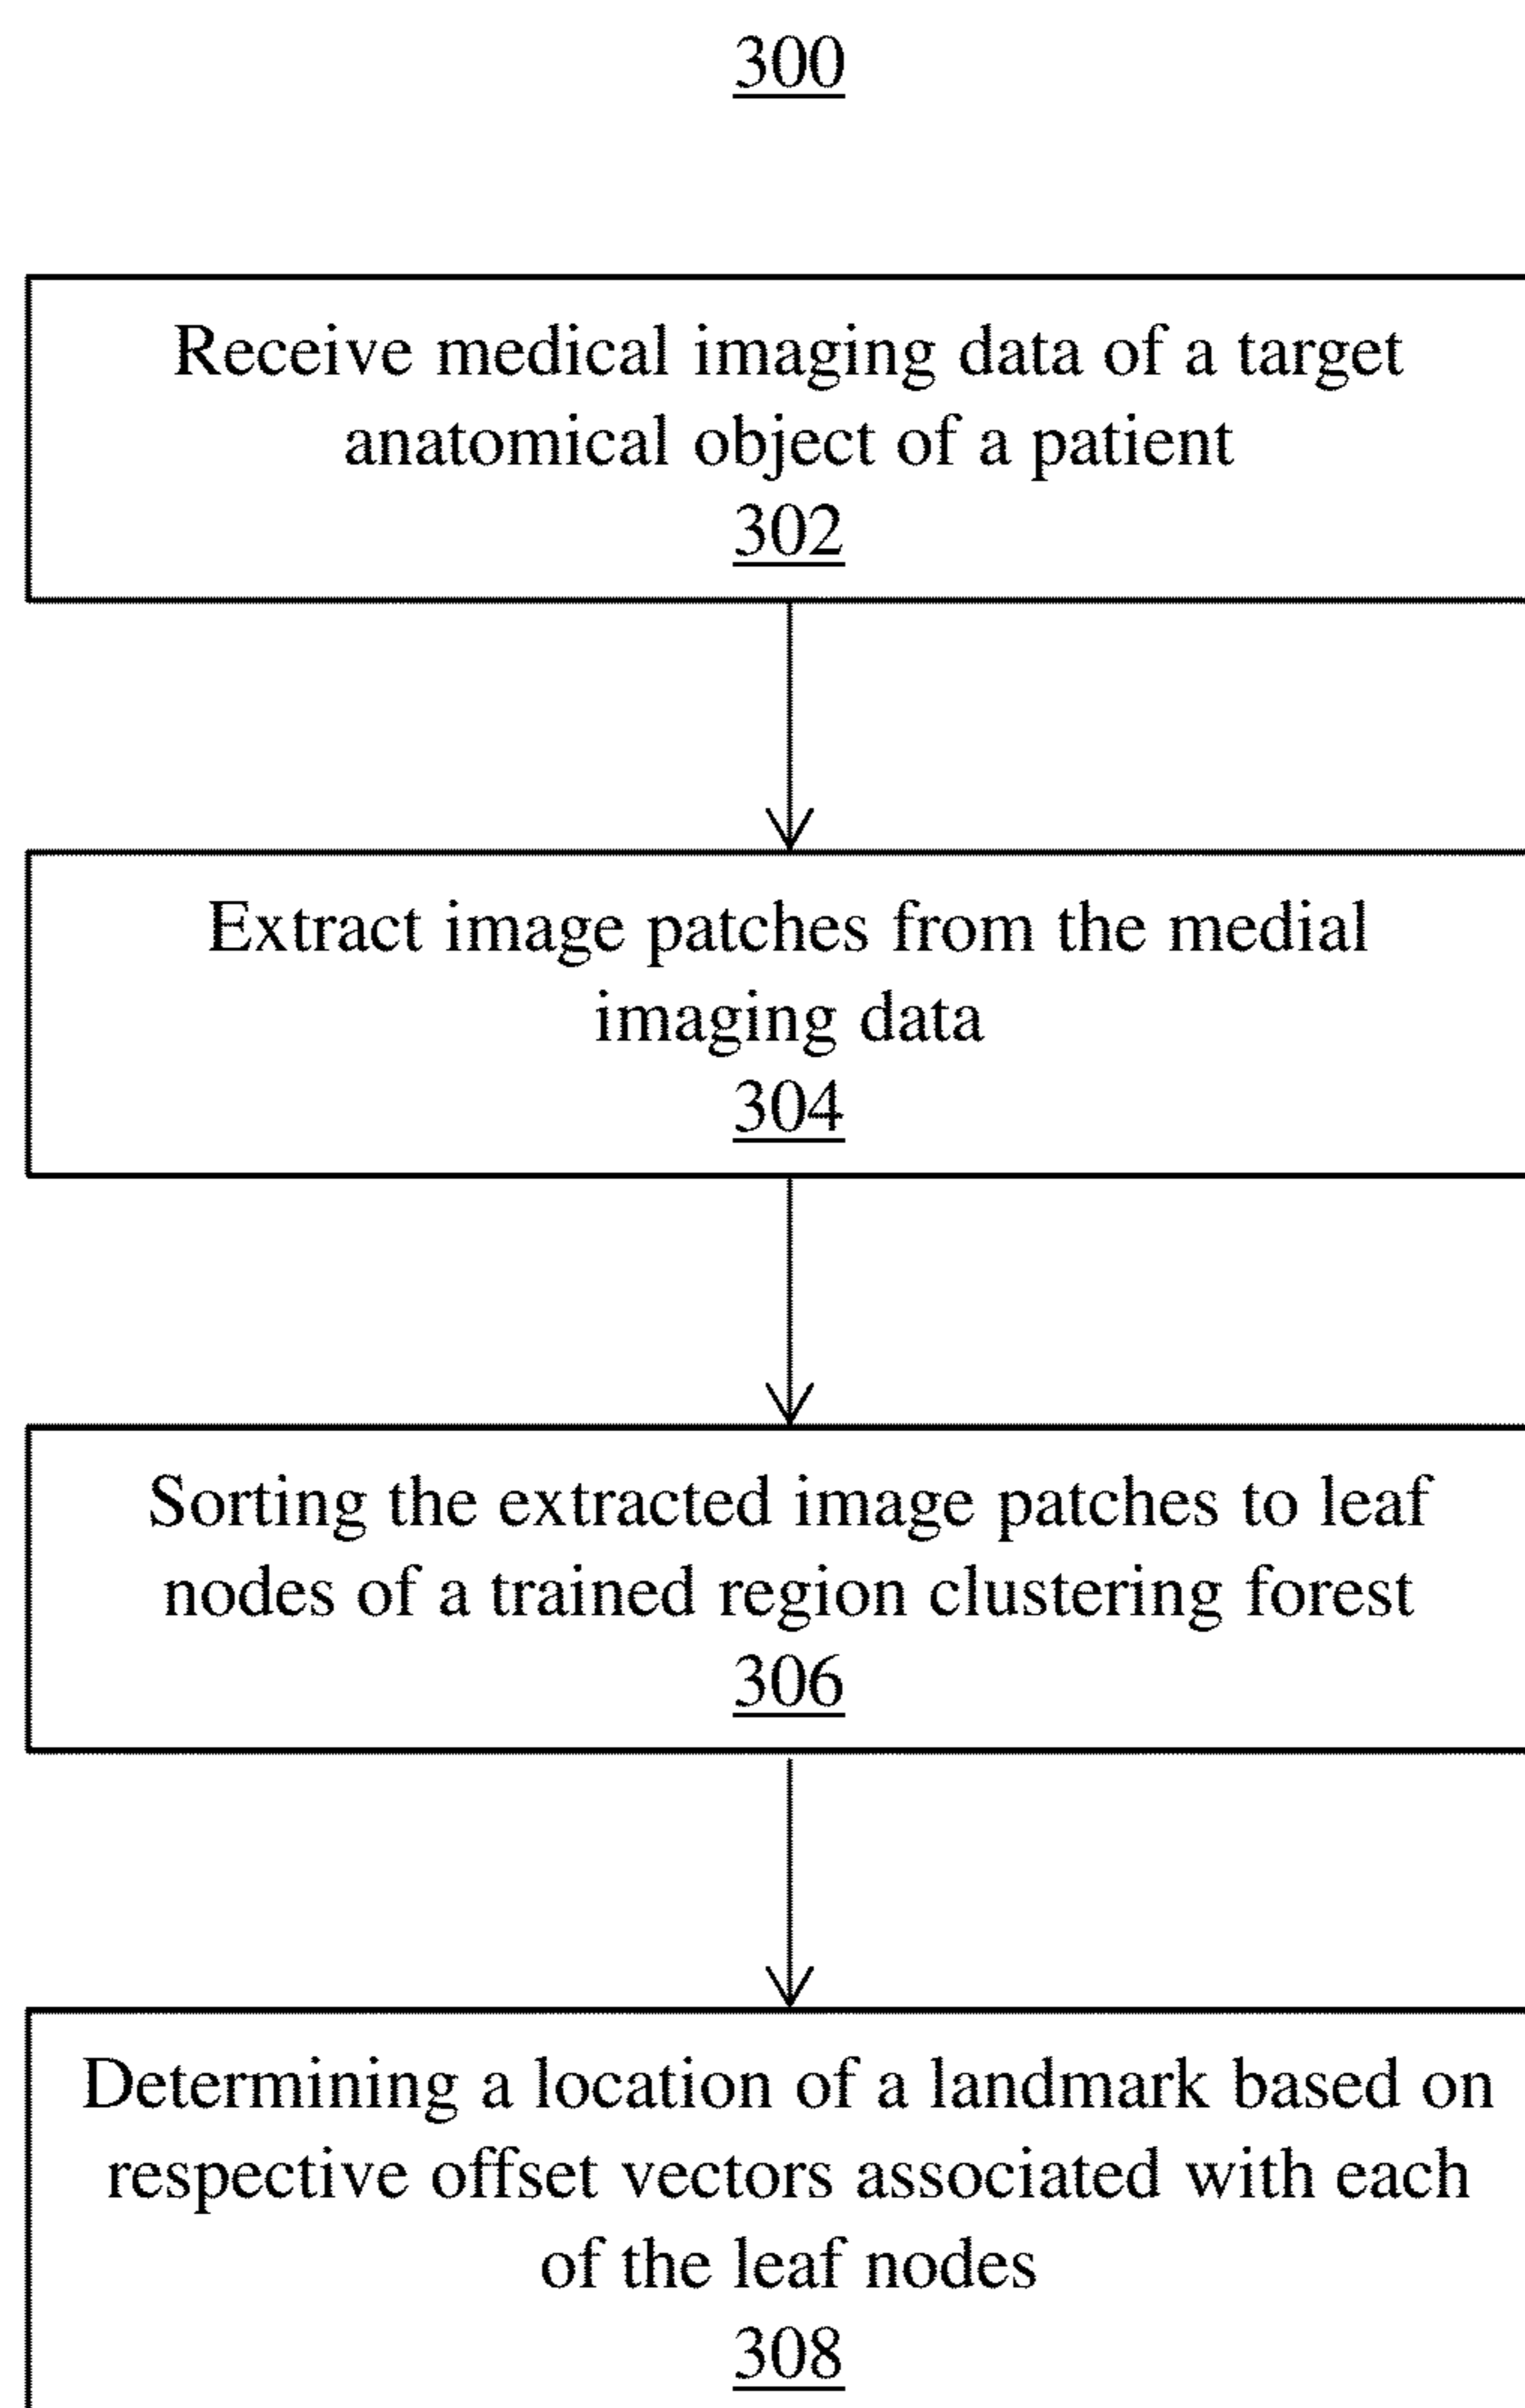 300
Receive medical imaging data of a target
anatomical object of a patient
302
Extract image patches from the medial
imaging data
304
Sorting the extracted image patches to leaf
nodes of a trained region clustering forest
306
Determining a location of a landmark based on
respective offset vectors associated with each
of the leaf nodes
308